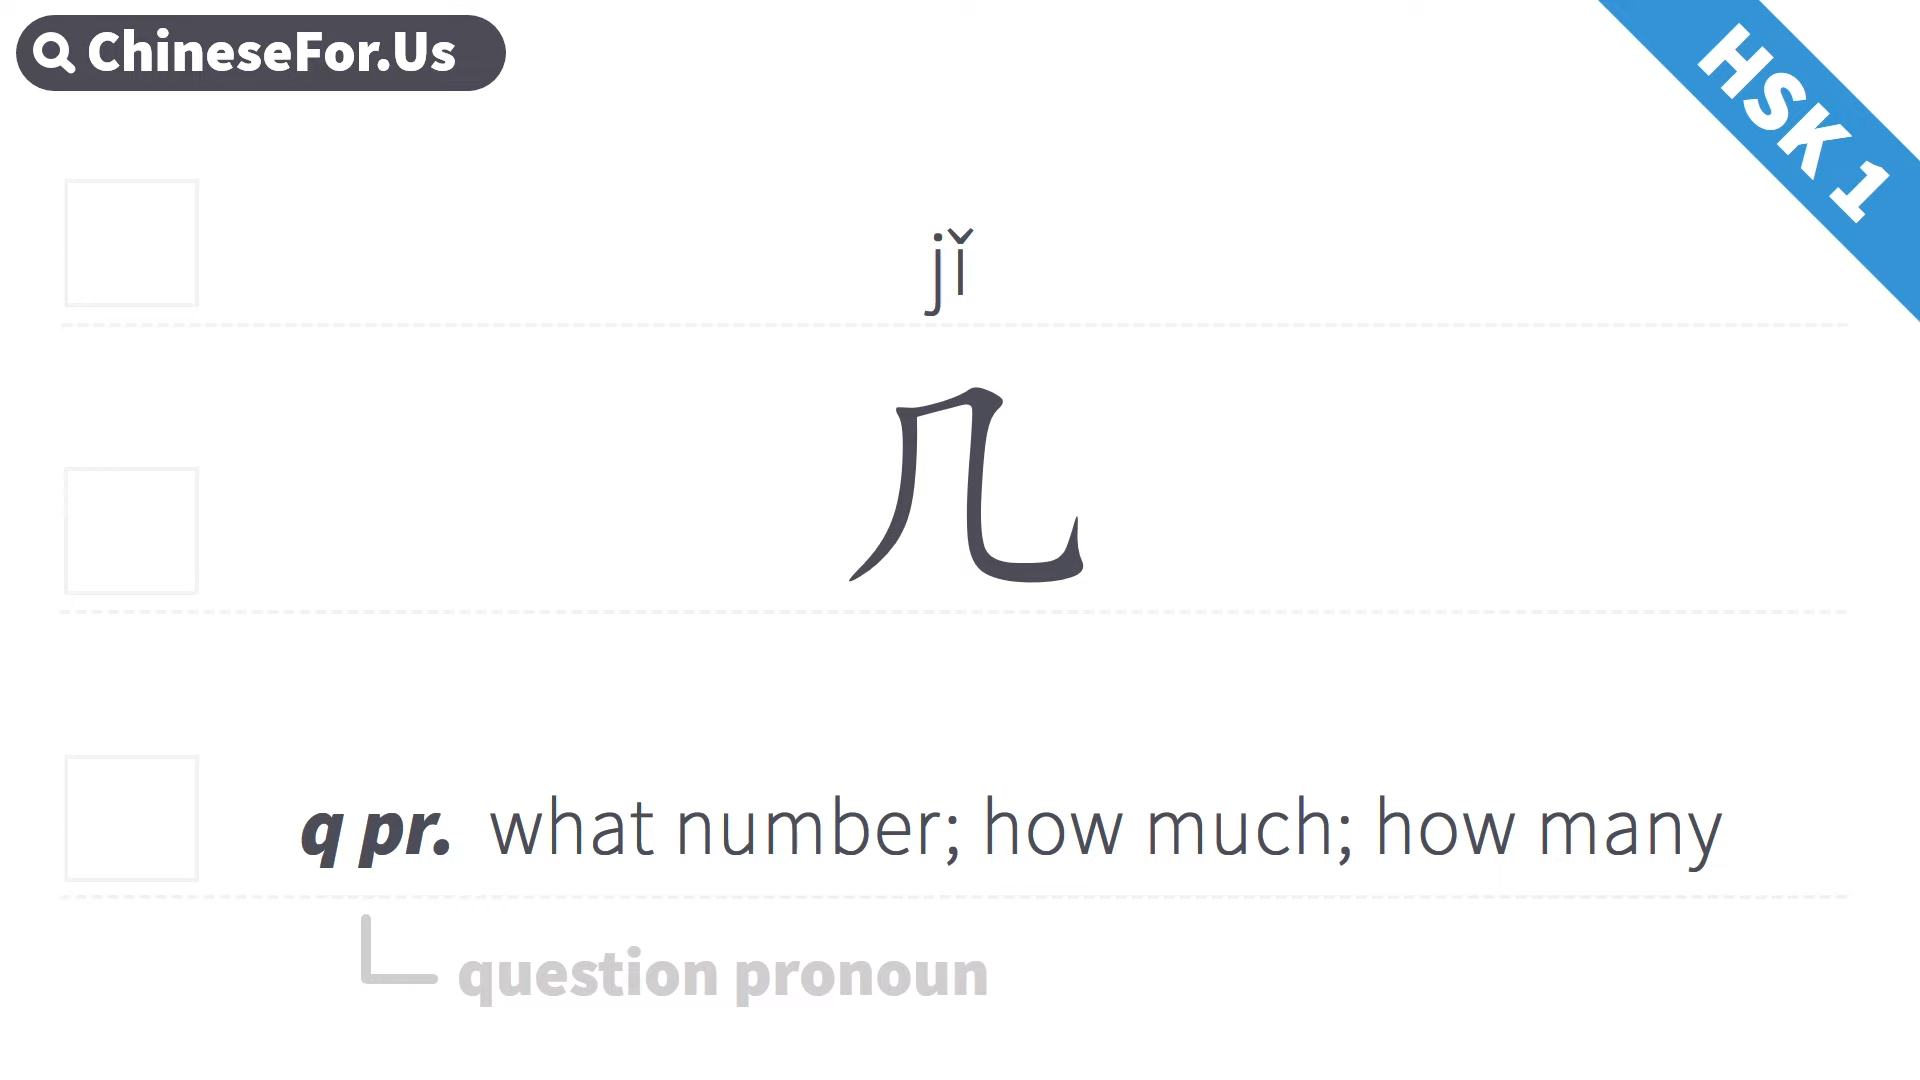 ChineseFor.Us
HSK 1
jǐ
几
q pr. what number; how much; how many
question pronoun